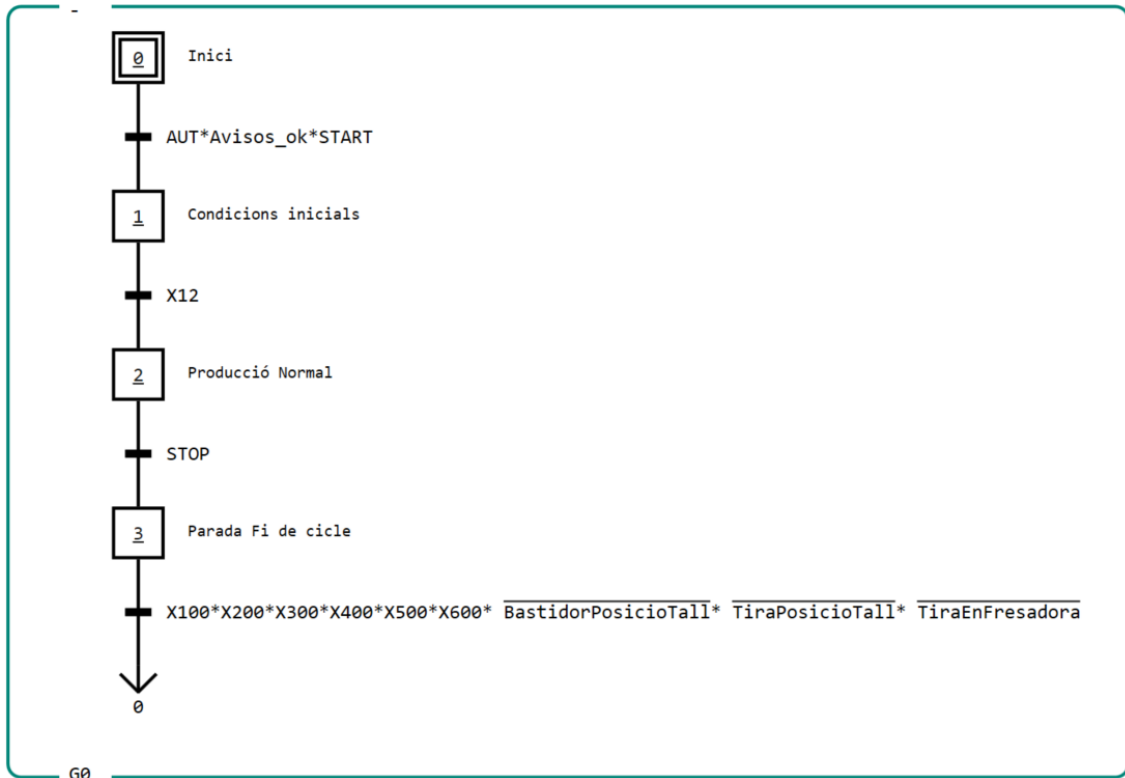 -
0 Inici
AUT*Avisos_ok*START
1 Condicions inicials
X12
2 Producció Normal
STOP
3 Parada Fi de cicle
X100*X200*X300*X400*X500*X600* BastidorPosicioTall* TiraPosicioTall* TiraEnFresadora
0
G0